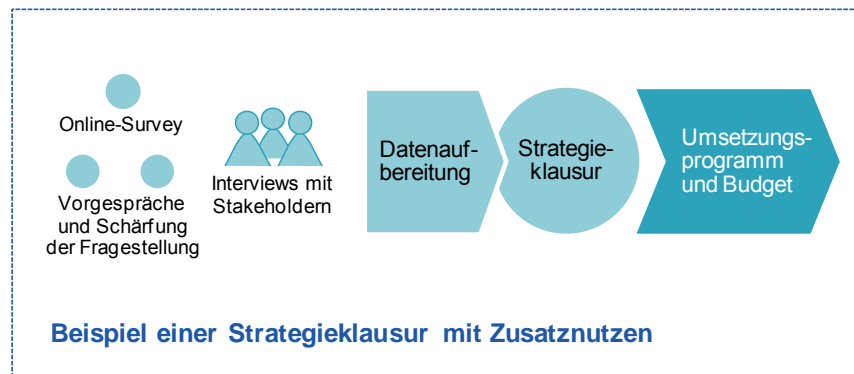 Online-Survey
Vorgespräche
und Schärfung
der Fragestellung
Interviews mit
Stakeholdern
Datenauf-
bereitung
Strategie-
klausur
Umsetzungs-
programm
und Budget
Beispiel einer Strategieklausur mit Zusatznutzen